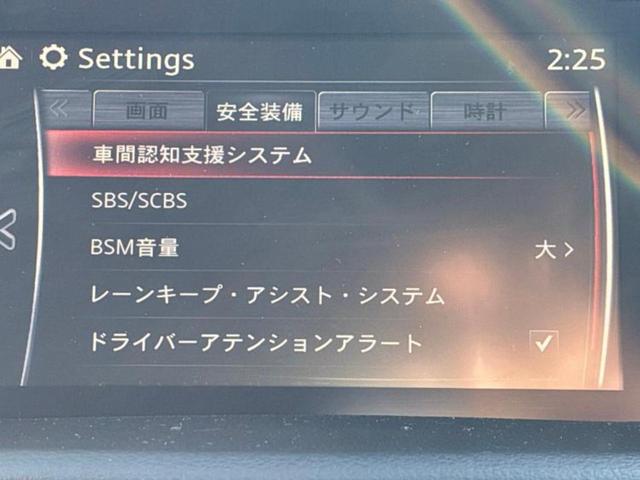 Settings 2:25
画面 安全装備 サウンド 時計
車間認知支援システム
SBS/SCBS
BSM音量 大
レーンキープ・アシスト・システム
ドライバーアテンションアラート